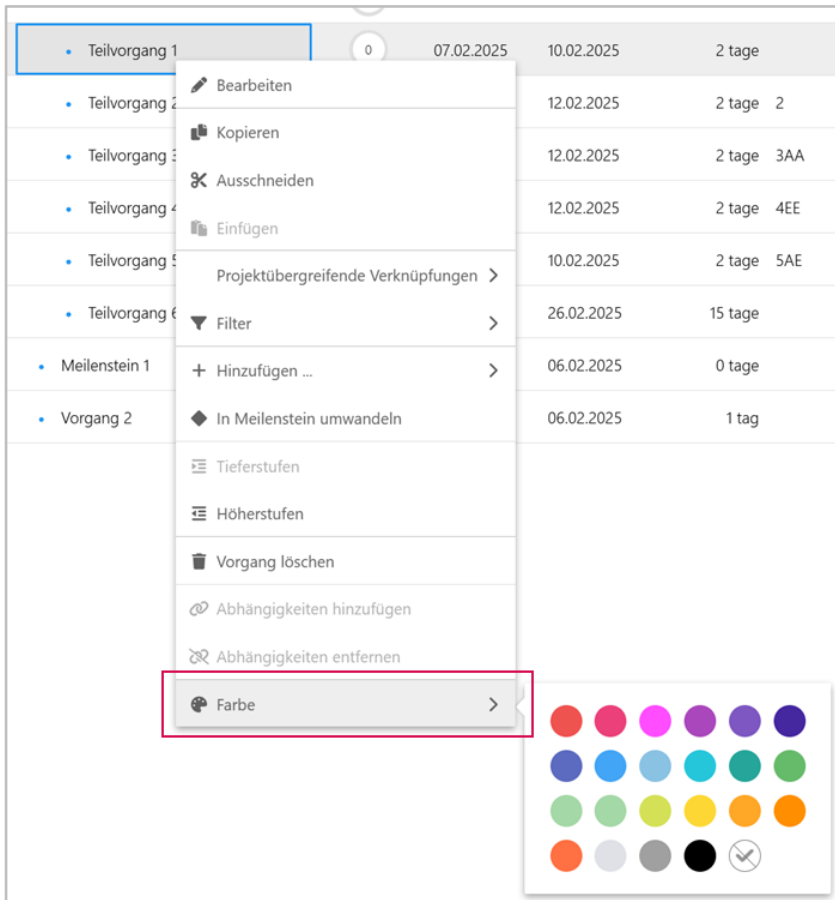 Teilvorgang 1 0 07.02.2025 10.02.2025 2 tage
Bearbeiten
Teilvorgang 2 12.02.2025 2 tage 2
Kopieren
Teilvorgang 3 12.02.2025 2 tage 3AA
Ausschneiden
Teilvorgang 4 12.02.2025 2 tage 4EE
Einfügen
Teilvorgang 5 10.02.2025 2 tage 5AE
Projektübergreifende Verknüpfungen
Teilvorgang 6 26.02.2025 15 tage
Filter
Meilenstein 1 06.02.2025 0 tage
Hinzufügen ...
Vorgang 2 06.02.2025 1 tag
In Meilenstein umwandeln
Tieferstufen
Höherstufen
Vorgang löschen
Abhängigkeiten hinzufügen
Abhängigkeiten entfernen
Farbe